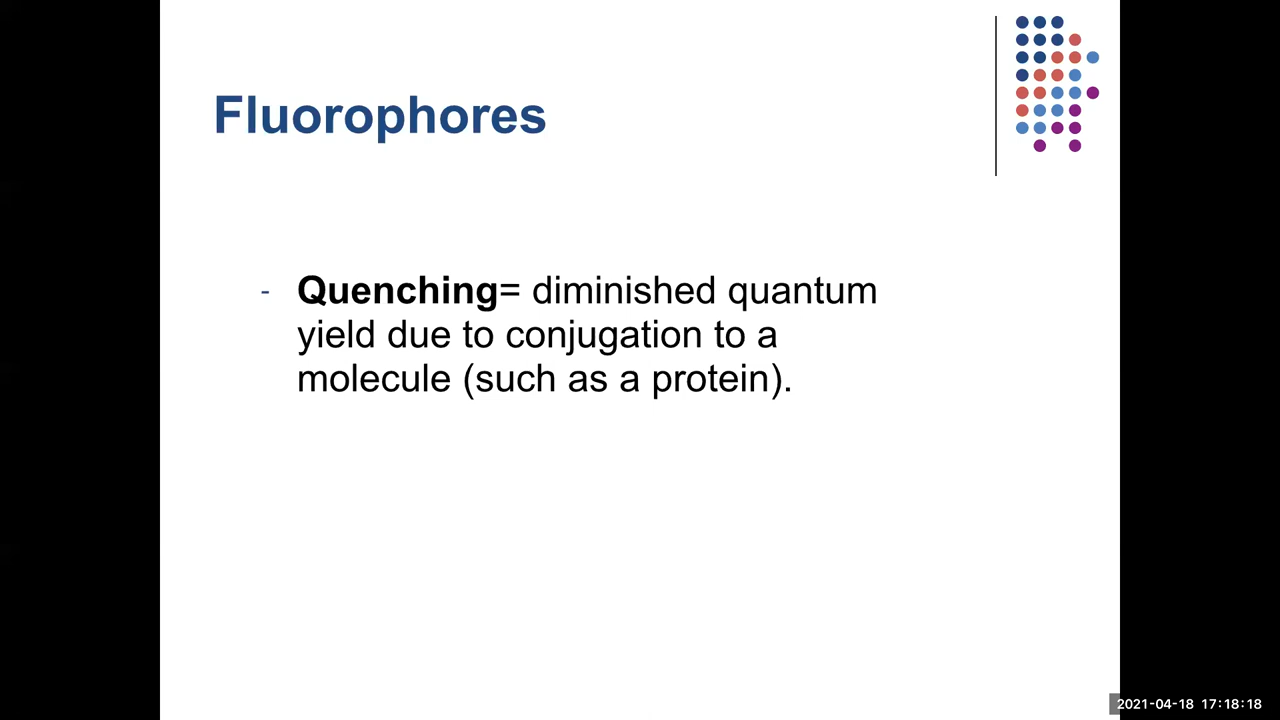 Fluorophores
- Quenching= diminished quantum
yield due to conjugation to a
molecule (such as a protein).
2021-04-18 17:18:18